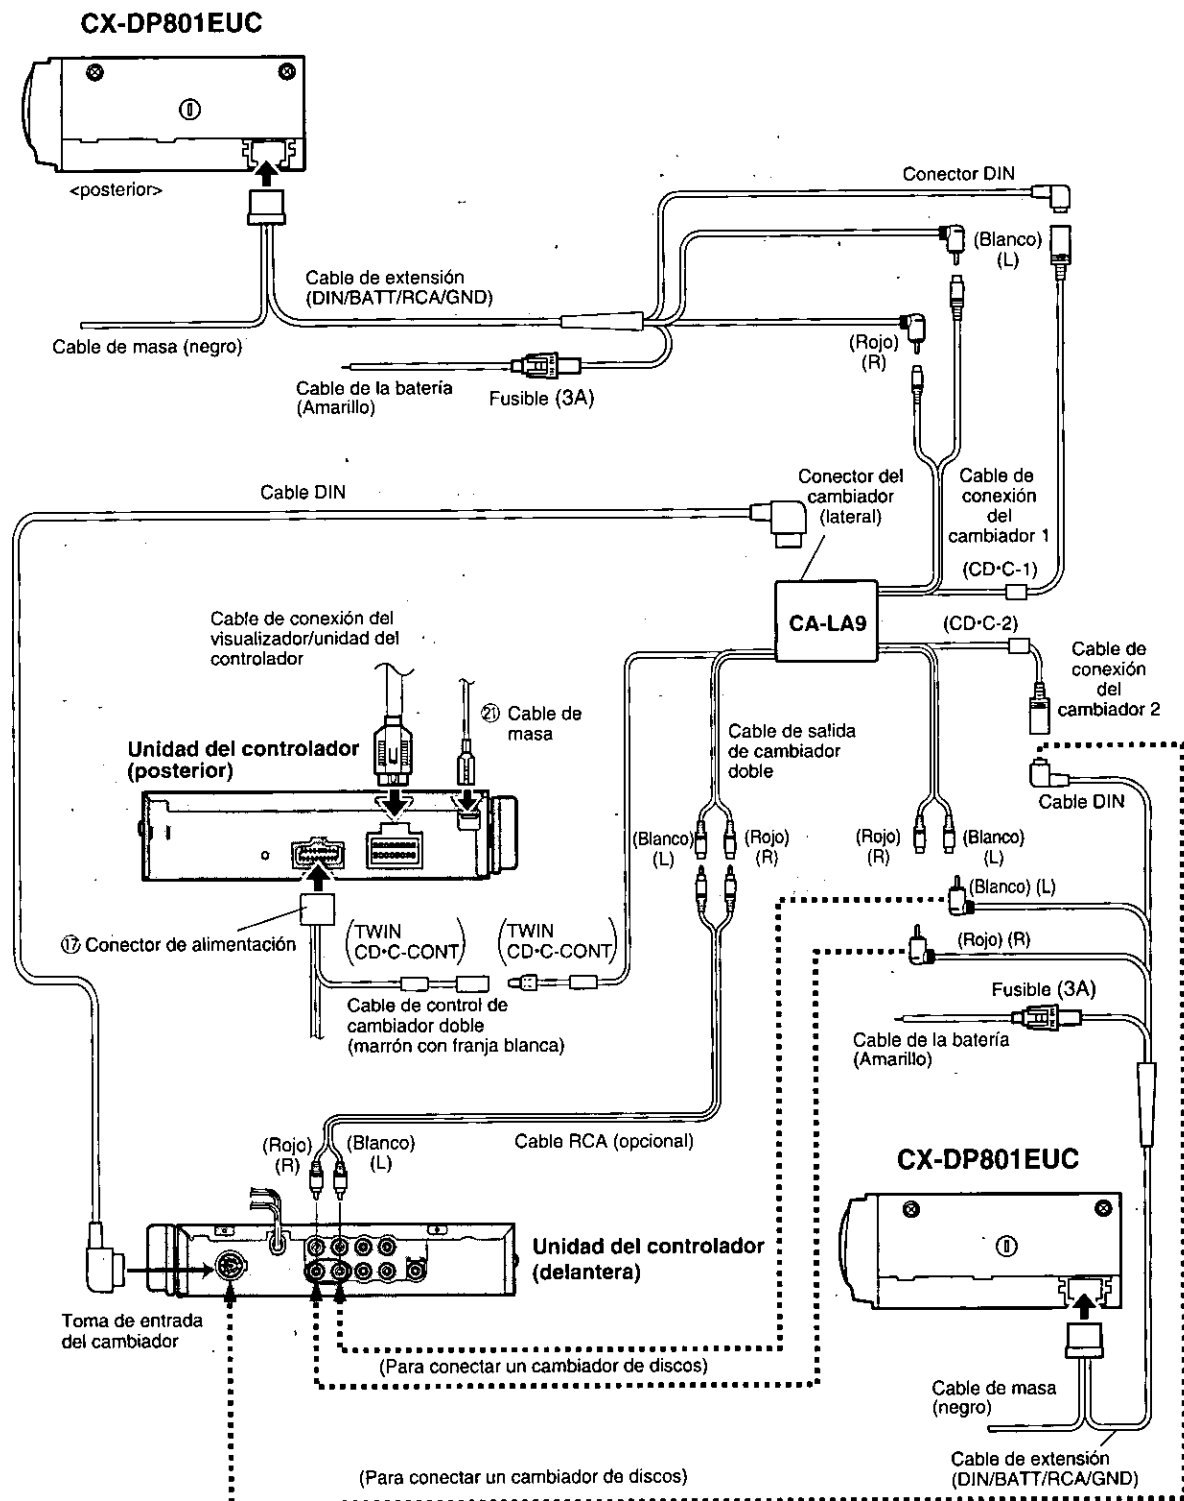 CX-DP801EUC
<posterior>
Conector DIN
(Blanco)
(L)
Cable de extensión
(DIN/BATT/RCA/GND)
Cable de masa (negro)
(Rojo)
(R)
Cable de la batería
(Amarillo)
Fusible (3A)
Cable DIN
Conector del
cambiador
(lateral)
Cable de
conexión
del
cambiador 1
(CD•C-1)
CA-LA9
(CD•C-2)
Cable de
conexión
del
cambiador 2
Cable de conexión del
visualizador/unidad del
controlador
㉑ Cable de
masa
Unidad del controlador
(posterior)
Cable de salida
de cambiador
doble
Cable DIN
(Blanco)
(L)
(Rojo)
(R)
(Rojo)
(R)
(Blanco)
(L)
(Blanco) (L)
(Rojo) (R)
⑰ Conector de alimentación
(TWIN
CD•C-CONT)
(TWIN
CD•C-CONT)
Cable de control de
cambiador doble
(marrón con franja blanca)
Fusible (3A)
Cable de la batería
(Amarillo)
Cable RCA (opcional)
(Rojo)
(R)
(Blanco)
(L)
CX-DP801EUC
Unidad del controlador
(delantera)
Toma de entrada
del cambiador
(Para conectar un cambiador de discos)
Cable de masa
(negro)
Cable de extensión
(DIN/BATT/RCA/GND)
(Para conectar un cambiador de discos)